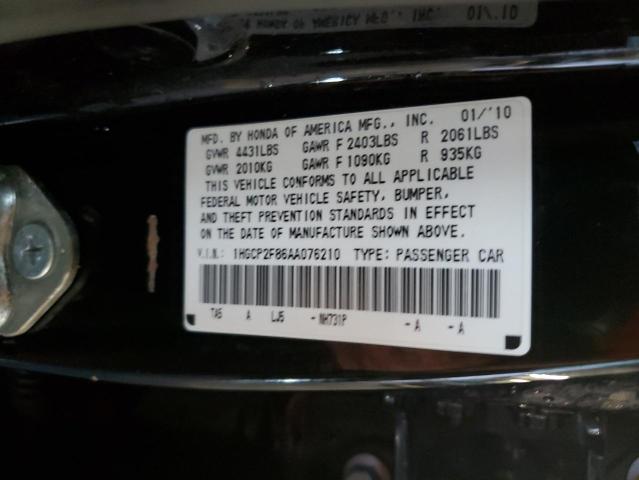 MFD. BY HONDA OF AMERICA MFG., INC. 01/'10
GVWR 4431LBS GAWR F 2403LBS R 2061LBS
GVWR 2010KG GAWR F 1090KG R 935KG
THIS VEHICLE CONFORMS TO ALL APPLICABLE
FEDERAL MOTOR VEHICLE SAFETY, BUMPER,
AND THEFT PREVENTION STANDARDS IN EFFECT
ON THE DATE OF MANUFACTURE SHOWN ABOVE.
V.I.N.: 1HGCP2F86AA076210 TYPE: PASSENGER CAR
TA5 A LJ5 - NH731P - A - A